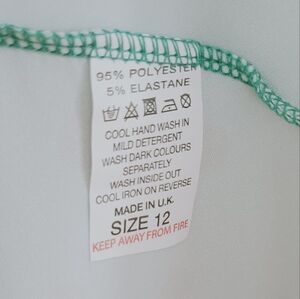 95% POLYESTER
5% ELASTANE
COOL HAND WASH IN
MILD DETERGENT
WASH DARK COLOURS
SEPARATELY
WASH INSIDE OUT
COOL IRON ON REVERSE
MADE IN U.K.
SIZE 12
KEEP AWAY FROM FIRE